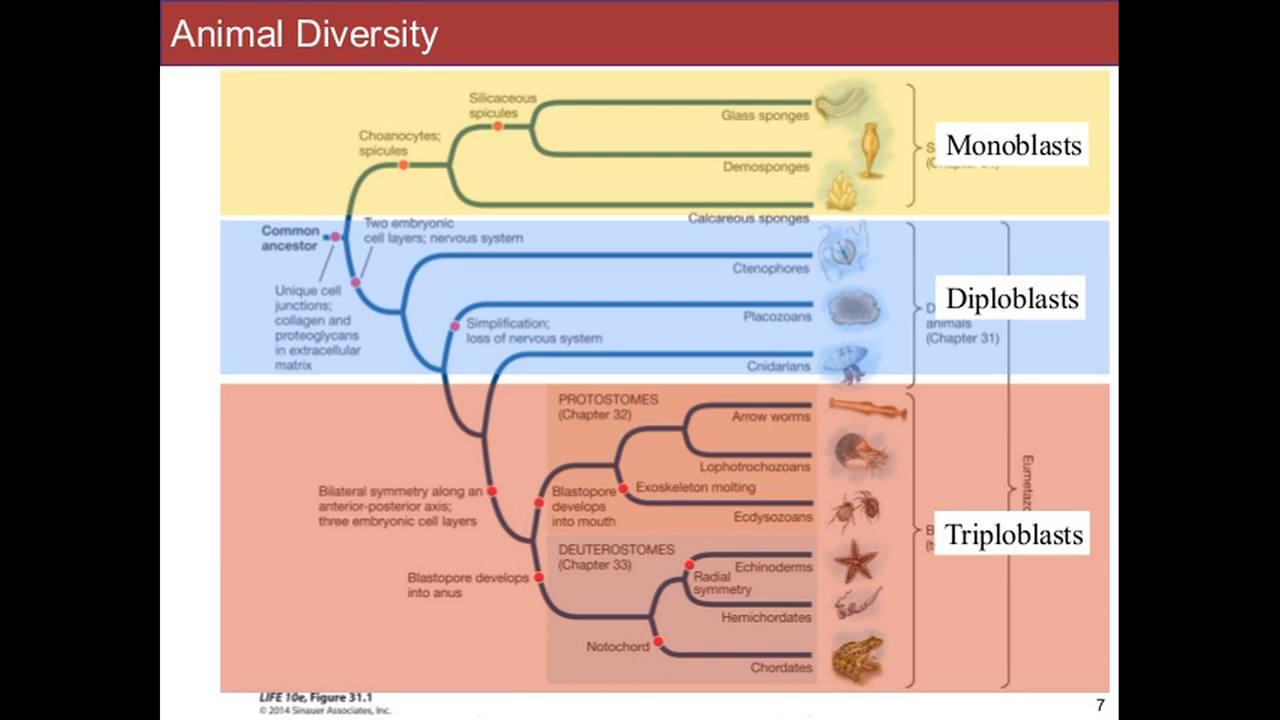 Animal Diversity
Silicaceous
spicules
Glass sponges
Choanocytes;
spicules
Monoblasts
Demosponges
Calcareous sponges
Common
ancestor
Two embryonic
cell layers; nervous system
Ctenophores
Unique cell
junctions;
collagen and
proteoglycans
in extracellular
matrix
Diploblasts
Placozoans
Simplification;
loss of nervous system
animals
(Chapter 31)
Cnidarians
PROTOSTOMES
(Chapter 32)
Arrow worms
Lophotrochozoans
Bilateral symmetry along an
anterior-posterior axis;
three embryonic cell layers
Blastopore
develops
into mouth
Exoskeleton molting
Ecdysozoans
Triploblasts
DEUTEROSTOMES
(Chapter 33)
Echinoderms
Blastopore develops
into anus
Radial
symmetry
Hemichordates
Notochord
Chordates
LIFE 10e, Figure 31.1
© 2014 Sinauer Associates, Inc.
7